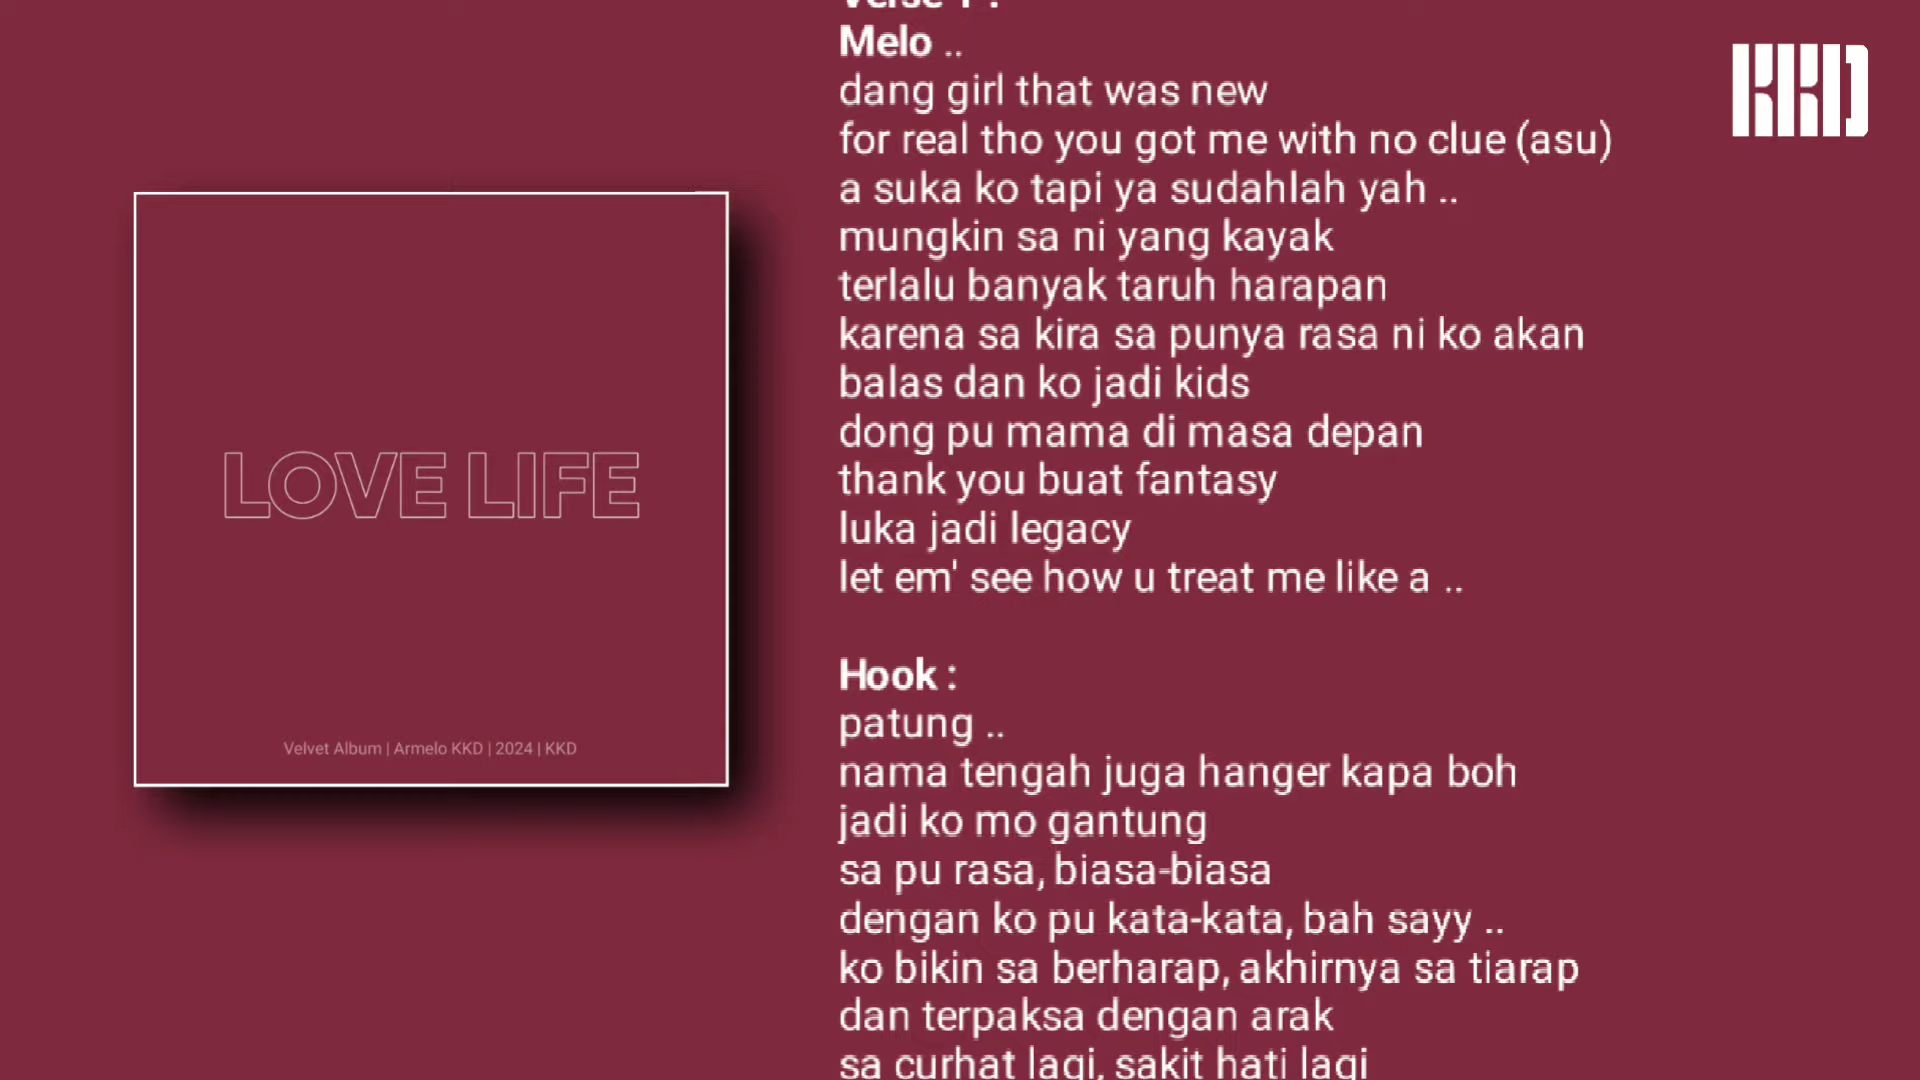 LOVE LIFE
Velvet Album | Armelo KKD | 2024 | KKD
Verse 1 :
Melo ..
dang girl that was new
for real tho you got me with no clue (asu)
a suka ko tapi ya sudahlah yah ..
mungkin sa ni yang kayak
terlalu banyak taruh harapan
karena sa kira sa punya rasa ni ko akan
balas dan ko jadi kids
dong pu mama di masa depan
thank you buat fantasy
luka jadi legacy
let em' see how u treat me like a ..
Hook :
patung ..
nama tengah juga hanger kapa boh
jadi ko mo gantung
sa pu rasa, biasa-biasa
dengan ko pu kata-kata, bah sayy ..
ko bikin sa berharap, akhirnya sa tiarap
dan terpaksa dengan arak
sa curhat lagi, sakit hati lagi
KKD